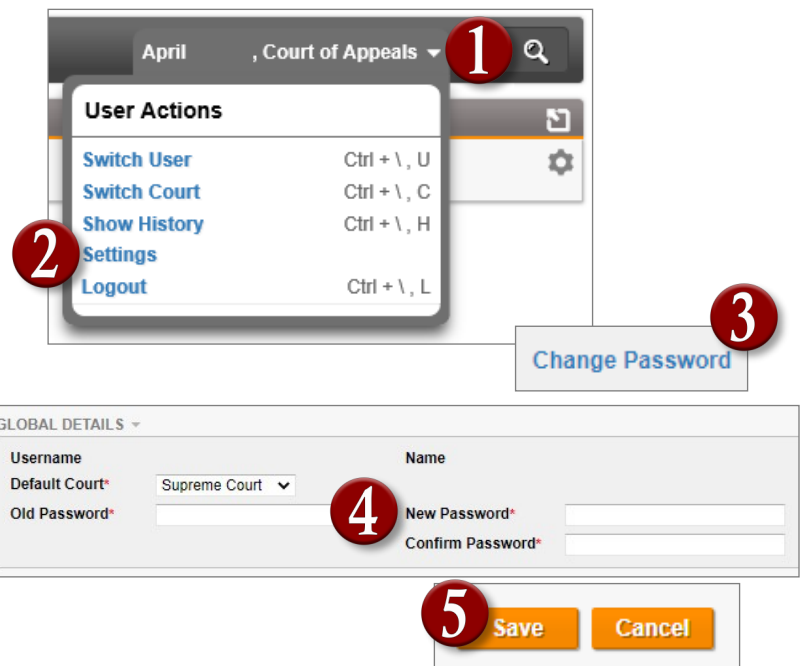 April , Court of Appeals
1
User Actions
Switch User Ctrl + \ , U
Switch Court Ctrl + \ , C
Show History Ctrl + \ , H
2
Settings
Logout Ctrl + \ , L
3
Change Password
GLOBAL DETAILS
Username Name
Default Court* Supreme Court
Old Password* 4 New Password*
Confirm Password*
5 Save Cancel